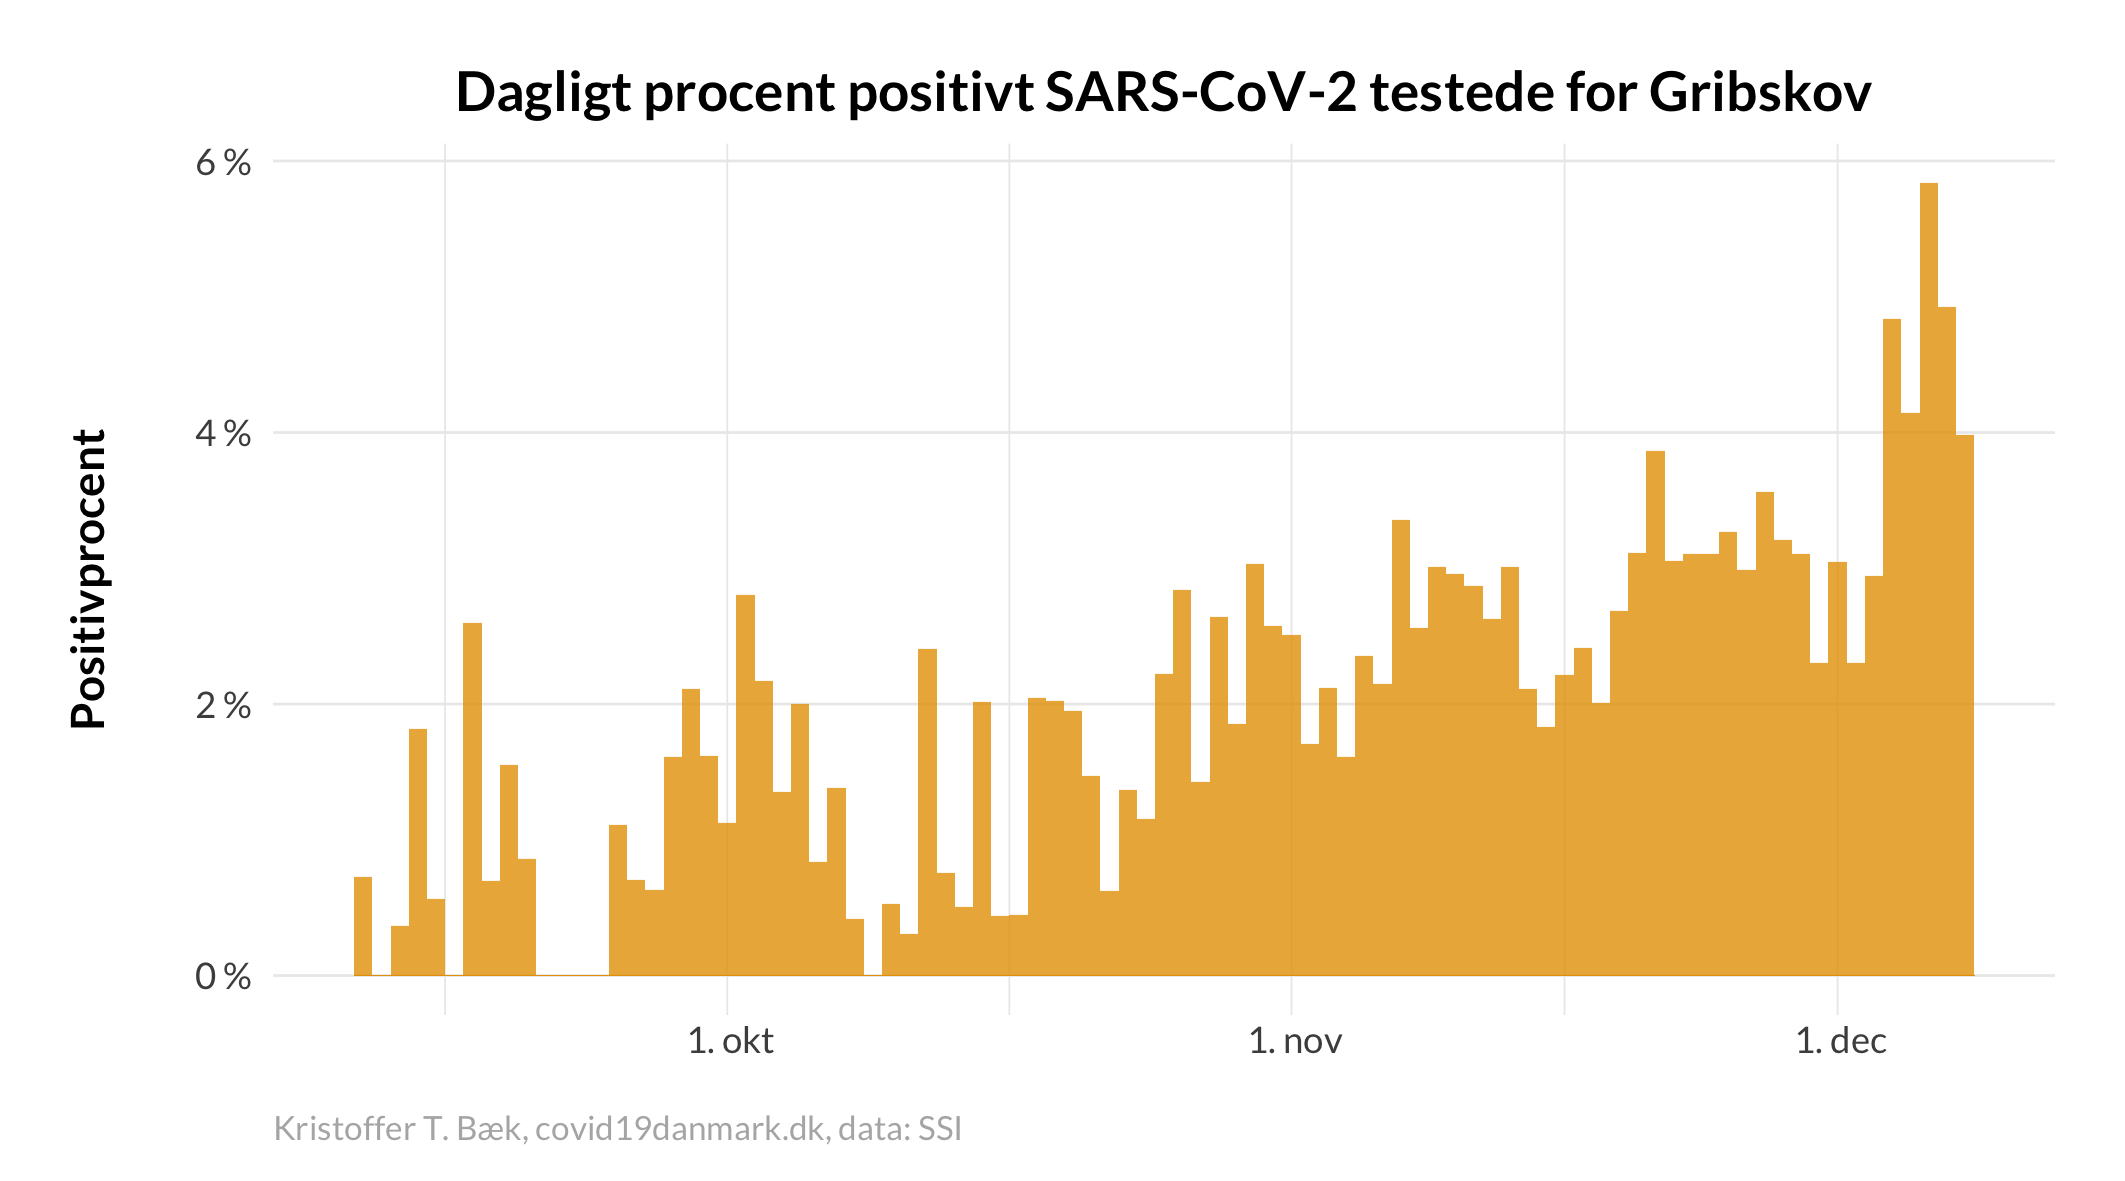 Dagligt procent positivt SARS-CoV-2 testede for Gribskov
6 %
4 %
2 %
0 %
Positivprocent
1. okt
1. nov
1. dec
Kristoffer T. Bæk, covid19danmark.dk, data: SSI